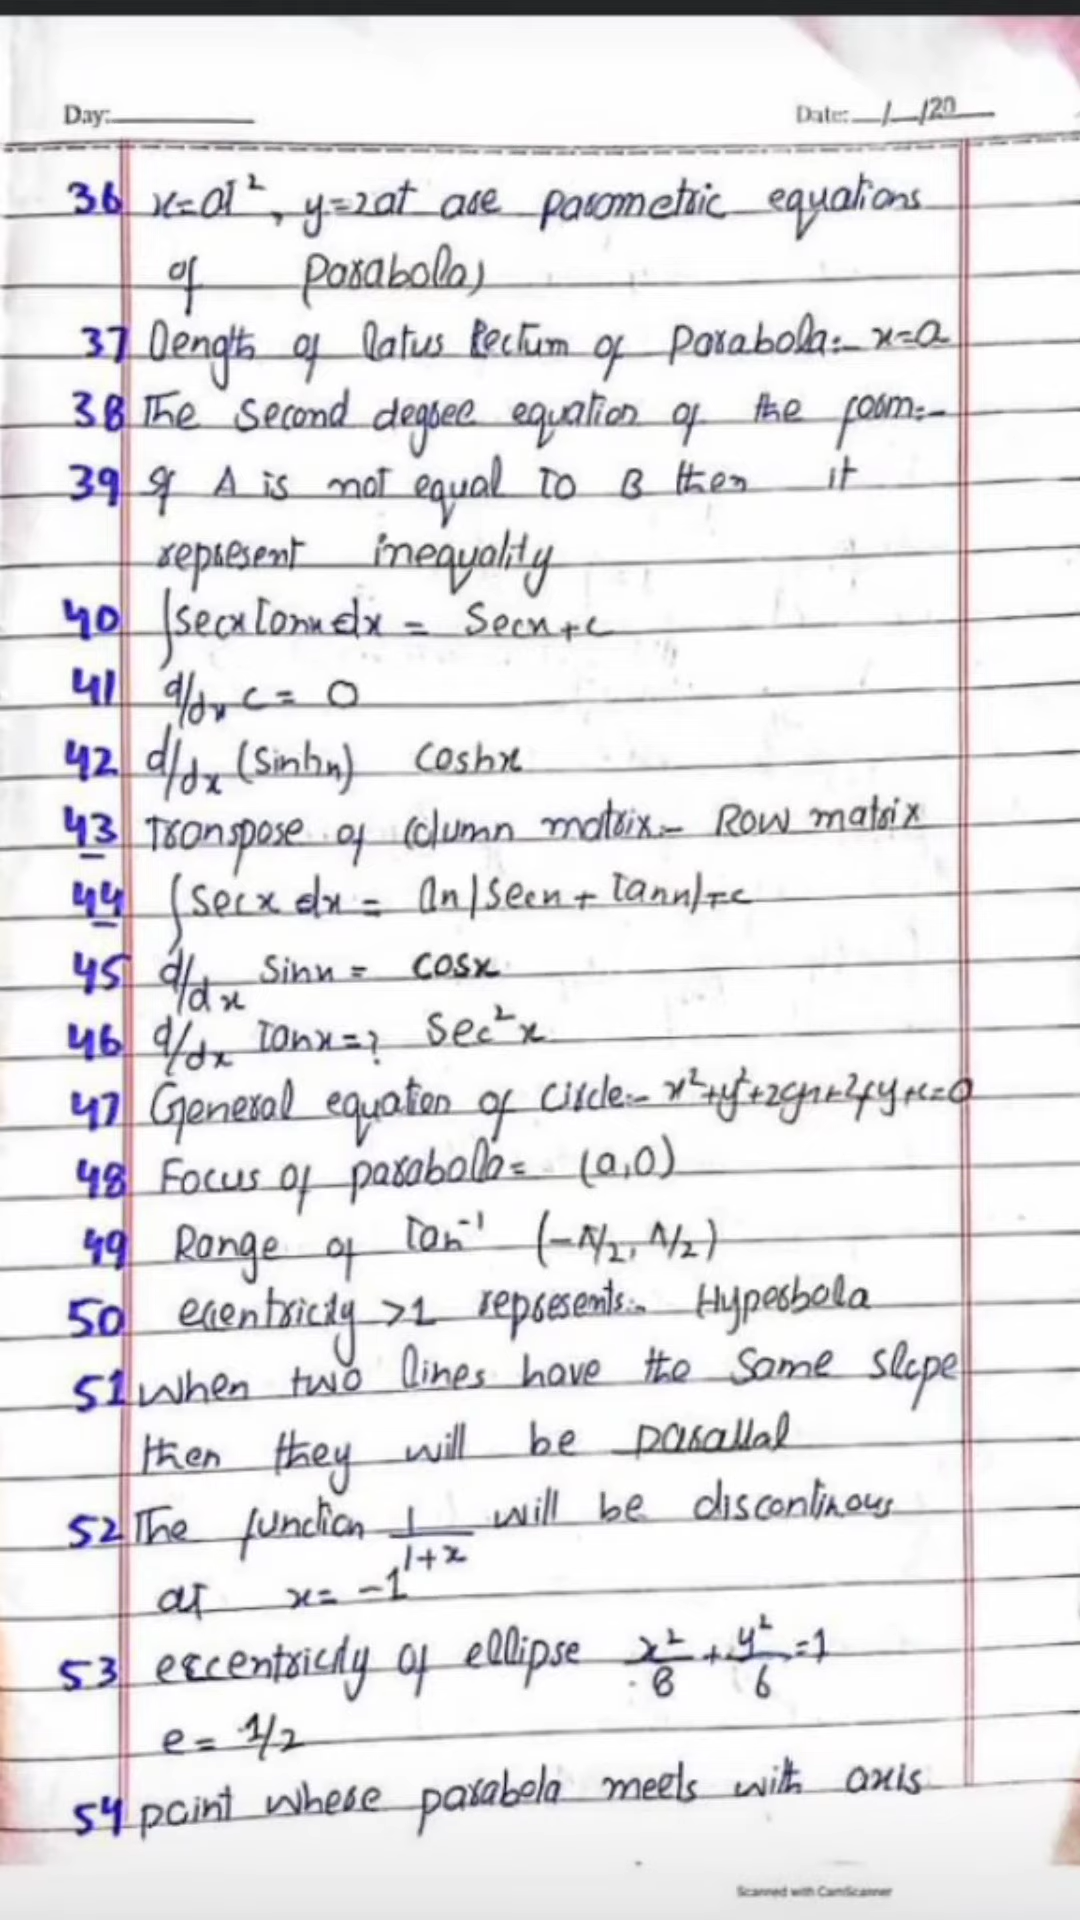 Day:
Date: / /20
36 x=at², y=2at are parametric equations
of parabola)
37 Length of latus Rectum of parabola:- x=a
38 The second degree equation of the form:-
39 If A is not equal to B then it
represent inequality
40 ∫secx tanx dx = Secx+c
41 d/dx c = 0
42 d/dx (Sinhx) Coshx
43 Transpose of Column matrix:- Row matrix
44 ∫secx dx = ln|secx + tanx|+c
45 d/dx Sinx = Cosx
46 d/dx tanx=? Sec²x
47 General equation of circle:- x²+y²+2gx+2fy+c=0
48 Focus of parabola= (a,0)
49 Range of tan⁻¹ (-π/2, π/2)
50 eccentricity >1 represents:- Hyperbola
51 when two lines have the same slope
then they will be parallal
52 The function 1/1+x will be discontinous
at x= -1
53 eccentricity of ellipse x²/8 + y²/6 =1
e= 1/2
54 point where parabola meets with axis
Scanned with CamScanner